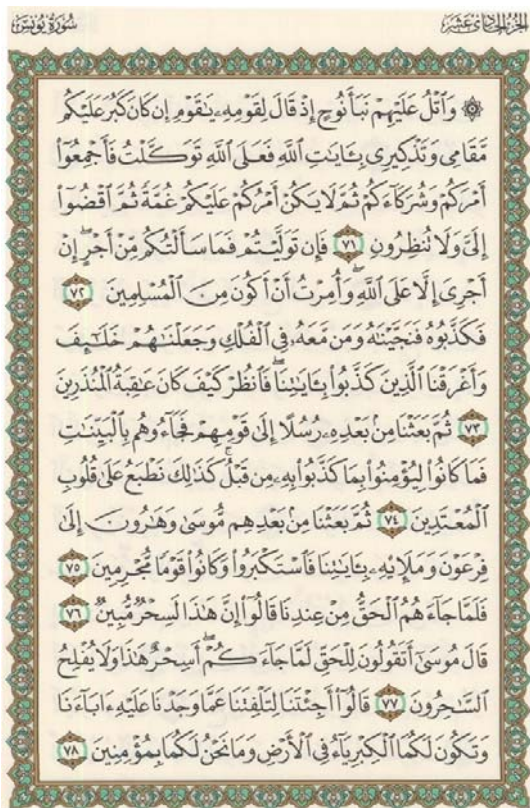 الجزء الحادي عشر
سورة يونس
۞ وَٱتْلُ عَلَيْهِمْ نَبَأَ نُوحٍ إِذْ قَالَ لِقَوْمِهِۦ يَٰقَوْمِ إِن كَانَ كَبُرَ عَلَيْكُم
مَّقَامِى وَتَذْكِيرِى بِـَٔايَٰتِ ٱللَّهِ فَعَلَى ٱللَّهِ تَوَكَّلْتُ فَأَجْمِعُوٓا۟
أَمْرَكُمْ وَشُرَكَآءَكُمْ ثُمَّ لَا يَكُنْ أَمْرُكُمْ عَلَيْكُمْ غُمَّةً ثُمَّ ٱقْضُوٓا۟
إِلَىَّ وَلَا تُنظِرُونِ ٧١ فَإِن تَوَلَّيْتُمْ فَمَا سَأَلْتُكُم مِّنْ أَجْرٍ ۖ إِنْ
أَجْرِىَ إِلَّا عَلَى ٱللَّهِ ۖ وَأُمِرْتُ أَنْ أَكُونَ مِنَ ٱلْمُسْلِمِينَ ٧٢
فَكَذَّبُوهُ فَنَجَّيْنَٰهُ وَمَن مَّعَهُۥ فِى ٱلْفُلْكِ وَجَعَلْنَٰهُمْ خَلَٰٓئِفَ
وَأَغْرَقْنَا ٱلَّذِينَ كَذَّبُوا۟ بِـَٔايَٰتِنَا ۖ فَٱنظُرْ كَيْفَ كَانَ عَٰقِبَةُ ٱلْمُنذَرِينَ
٧٣ ثُمَّ بَعَثْنَا مِنۢ بَعْدِهِۦ رُسُلًا إِلَىٰ قَوْمِهِمْ فَجَآءُوهُم بِٱلْبَيِّنَٰتِ
فَمَا كَانُوا۟ لِيُؤْمِنُوا۟ بِمَا كَذَّبُوا۟ بِهِۦ مِن قَبْلُ ۚ كَذَٰلِكَ نَطْبَعُ عَلَىٰ قُلُوبِ
ٱلْمُعْتَدِينَ ٧٤ ثُمَّ بَعَثْنَا مِنۢ بَعْدِهِم مُّوسَىٰ وَهَٰرُونَ إِلَىٰ
فِرْعَوْنَ وَمَلَإِي۟هِۦ بِـَٔايَٰتِنَا فَٱسْتَكْبَرُوا۟ وَكَانُوا۟ قَوْمًا مُّجْرِمِينَ ٧٥
فَلَمَّا جَآءَهُمُ ٱلْحَقُّ مِنْ عِندِنَا قَالُوٓا۟ إِنَّ هَٰذَا لَسِحْرٌ مُّبِينٌ ٧٦
قَالَ مُوسَىٰٓ أَتَقُولُونَ لِلْحَقِّ لَمَّا جَآءَكُمْ ۖ أَسِحْرٌ هَٰذَا وَلَا يُفْلِحُ
ٱلسَّٰحِرُونَ ٧٧ قَالُوٓا۟ أَجِئْتَنَا لِتَلْفِتَنَا عَمَّا وَجَدْنَا عَلَيْهِ ءَابَآءَنَا
وَتَكُونَ لَكُمَا ٱلْكِبْرِيَآءُ فِى ٱلْأَرْضِ وَمَا نَحْنُ لَكُمَا بِمُؤْمِنِينَ ٧٨